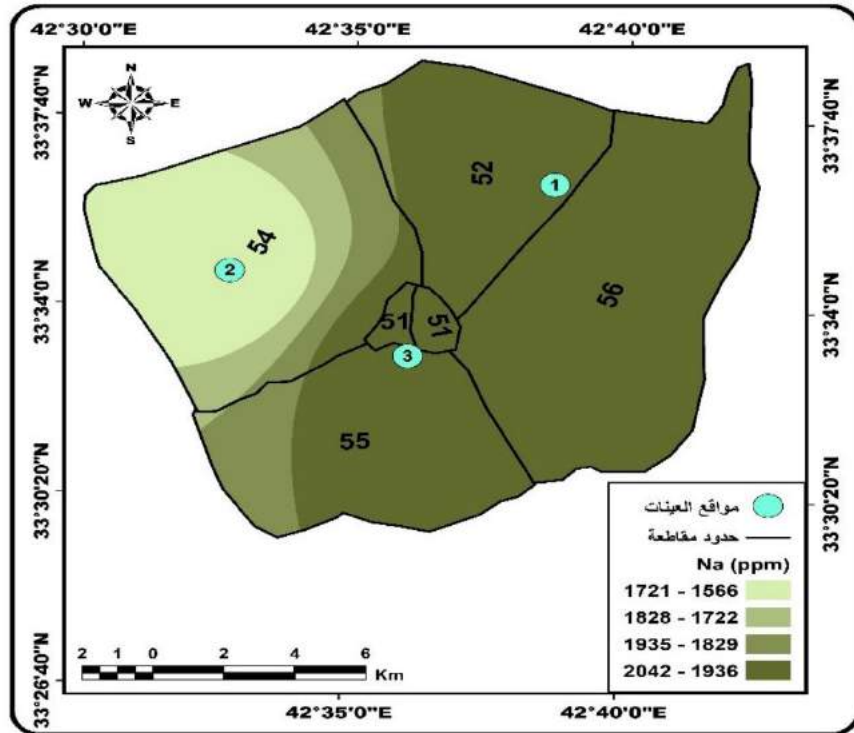 42°30'0"E 42°35'0"E 42°40'0"E
N
W E
S
33°37'40"N
33°37'40"N
52
1
54
2
56
33°34'0"N
33°34'0"N
51
51
3
55
33°30'20"N
33°30'20"N
مواقع العينات
حدود مقاطعة
Na (ppm)
1721 - 1566
1828 - 1722
1935 - 1829
2042 - 1936
2 1 0 2 4 6
Km
33°26'40"N
42°35'0"E 42°40'0"E